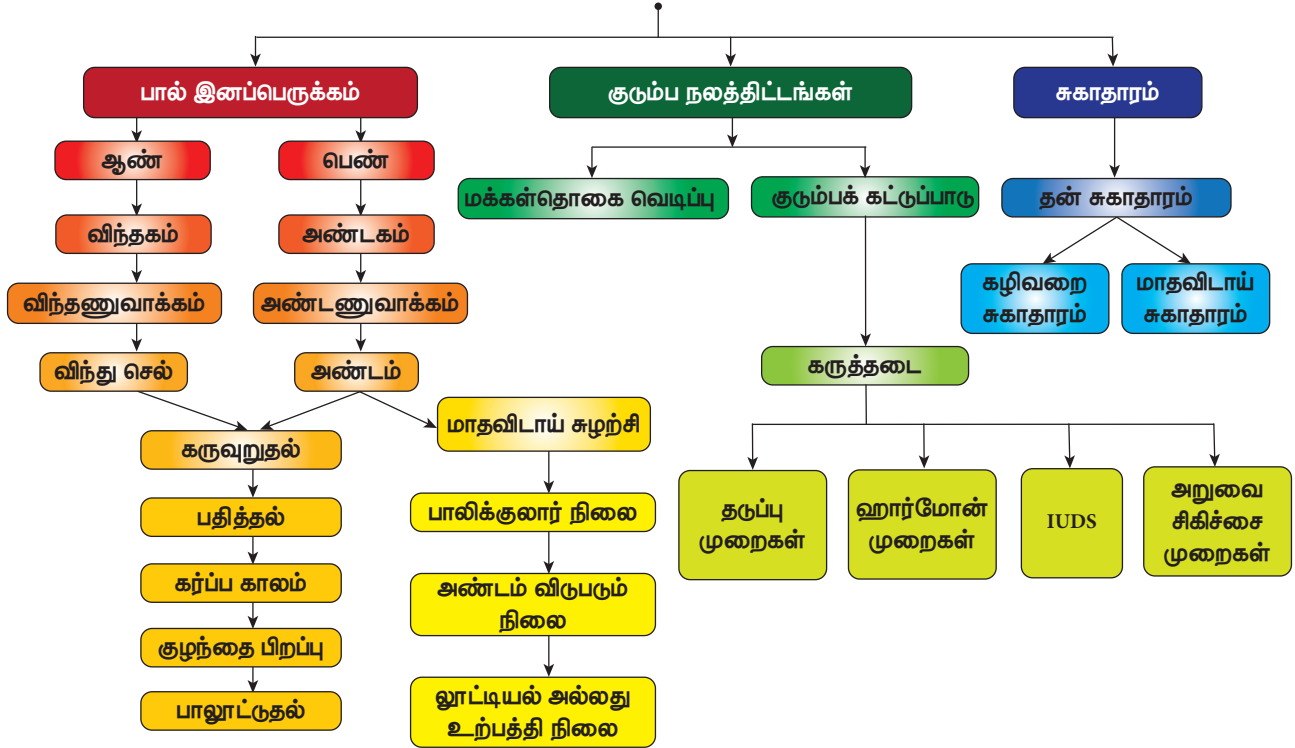 பால் இனப்பெருக்கம்
குடும்ப நலத்திட்டங்கள்
சுகாதாரம்
ஆண்
பெண்
மக்கள்தொகை வெடிப்பு
குடும்பக் கட்டுப்பாடு
தன் சுகாதாரம்
விந்தகம்
அண்டகம்
கழிவறை
சுகாதாரம்
மாதவிடாய்
சுகாதாரம்
விந்தணுவாக்கம்
அண்டணுவாக்கம்
விந்து செல்
அண்டம்
கருத்தடை
மாதவிடாய் சுழற்சி
கருவுறுதல்
தடுப்பு
முறைகள்
ஹார்மோன்
முறைகள்
IUDS
அறுவை
சிகிச்சை
முறைகள்
பதித்தல்
பாலிக்குலார் நிலை
கர்ப்ப காலம்
அண்டம் விடுபடும்
நிலை
குழந்தை பிறப்பு
பாலூட்டுதல்
லூட்டியல் அல்லது
உற்பத்தி நிலை